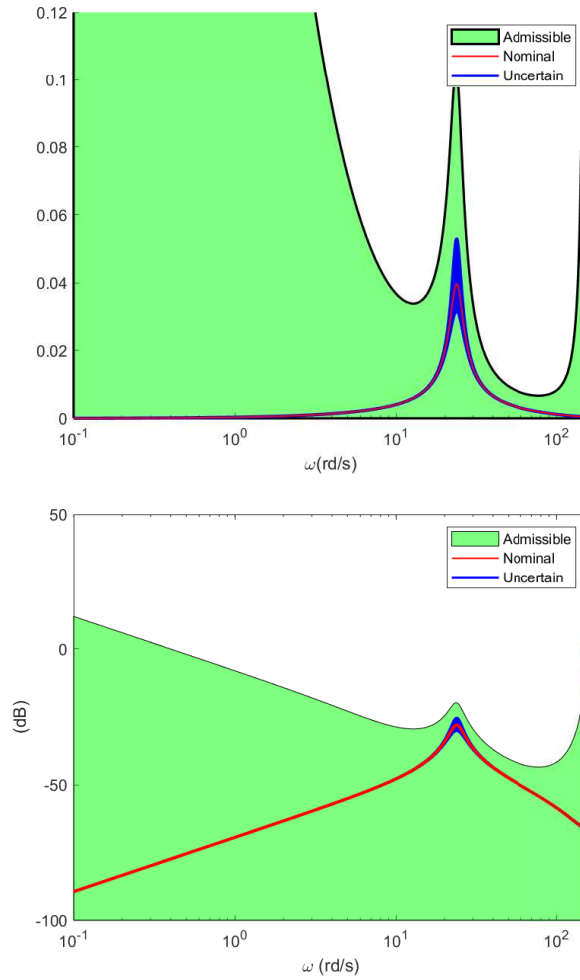 0.12
0.1
0.08
0.06
0.04
0.02
0
Admissible
Nominal
Uncertain
10⁻¹ 10⁰ 10¹ 10²
ω(rd/s)
50
0
-50
-100
(dB)
Admissible
Nominal
Uncertain
10⁻¹ 10⁰ 10¹ 10²
ω (rd/s)